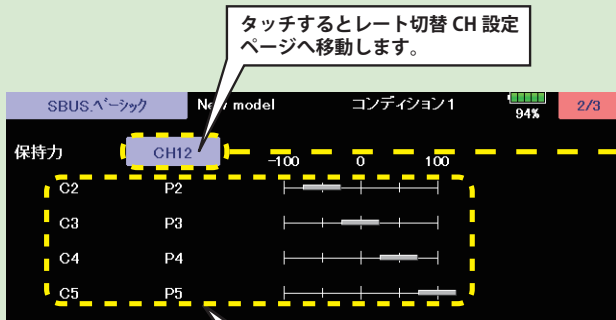 タッチするとレート切替 CH 設定
ページへ移動します。
SBUS.ﾍﾞｰｼｯｸ New model コンディション1 94% 2/3
保持力 CH12 -100 0 100
C2 P2
C3 P3
C4 P4
C5 P5